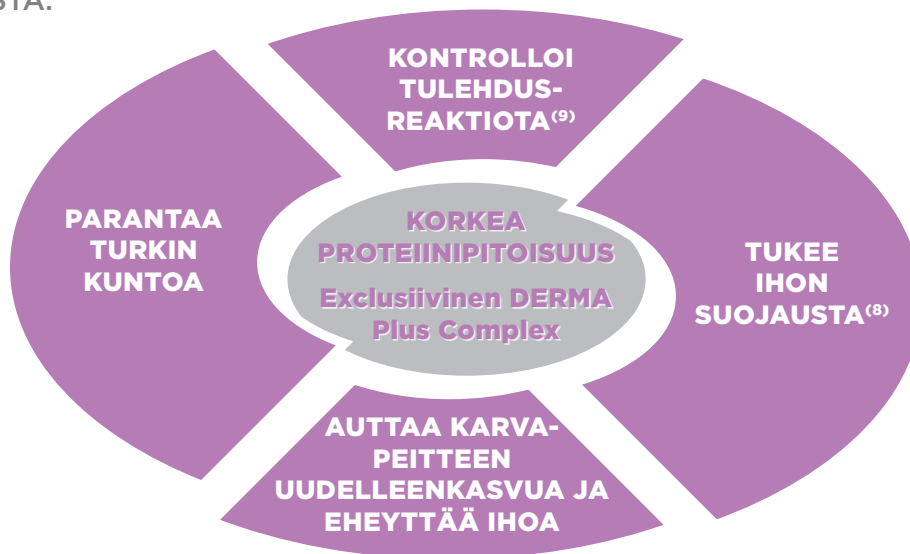 STA.
KONTROLLOI
TULEHDUS-
REAKTIOTA(9)
PARANTAA
TURKIN
KUNTOA
KORKEA
PROTEIINIPITOISUUS
Exclusiivinen DERMA
Plus Complex
TUKEE
IHON
SUOJAUSTA(8)
AUTTAA KARVA-
PEITTEEN
UUDELLEENKASVUA JA
EHEYTTÄÄ IHOA